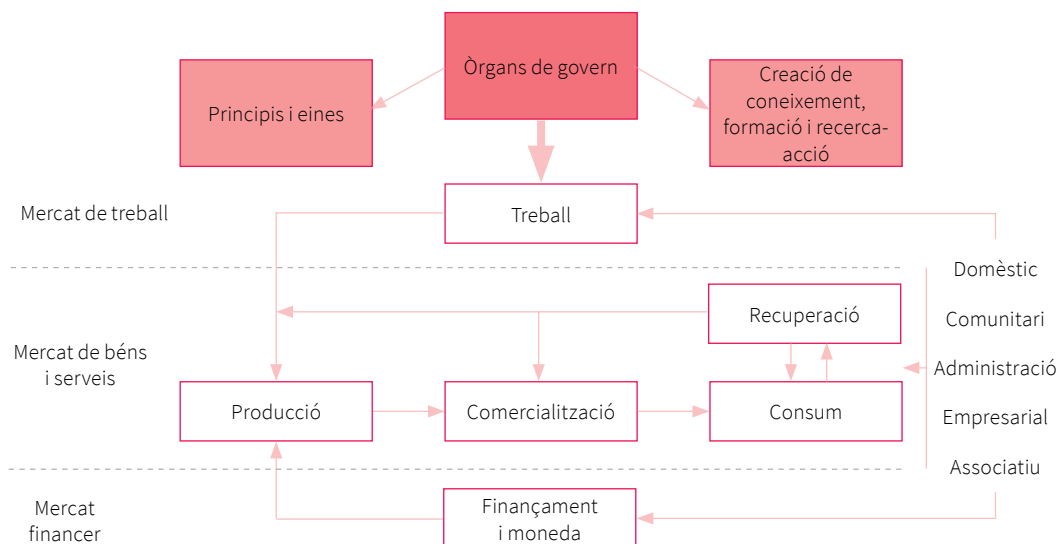 Òrgans de govern
Principis i eines
Creació de
coneixement,
formació i recerca-
acció
Mercat de treball
Treball
Domèstic
Comunitari
Administració
Empresarial
Associatiu
Mercat de béns
i serveis
Recuperació
Producció
Comercialització
Consum
Mercat
financer
Finançament
i moneda